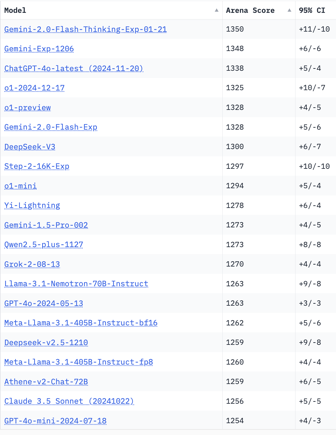 Model Arena Score 95% CI
Gemini-2.0-Flash-Thinking-Exp-01-21 1350 +11/-10
Gemini-Exp-1206 1348 +6/-6
ChatGPT-4o-latest (2024-11-20) 1338 +5/-4
o1-2024-12-17 1325 +10/-7
o1-preview 1328 +4/-5
Gemini-2.0-Flash-Exp 1328 +5/-6
DeepSeek-V3 1300 +6/-7
Step-2-16K-Exp 1297 +10/-10
o1-mini 1294 +5/-4
Yi-Lightning 1278 +6/-4
Gemini-1.5-Pro-002 1273 +4/-5
Qwen2.5-plus-1127 1273 +8/-8
Grok-2-08-13 1270 +4/-4
Llama-3.1-Nemotron-70B-Instruct 1263 +9/-8
GPT-4o-2024-05-13 1263 +3/-3
Meta-Llama-3.1-405B-Instruct-bf16 1262 +5/-6
Deepseek-v2.5-1210 1259 +9/-8
Meta-Llama-3.1-405B-Instruct-fp8 1260 +4/-4
Athene-v2-Chat-72B 1259 +6/-5
Claude 3.5 Sonnet (20241022) 1256 +5/-5
GPT-4o-mini-2024-07-18 1254 +4/-3